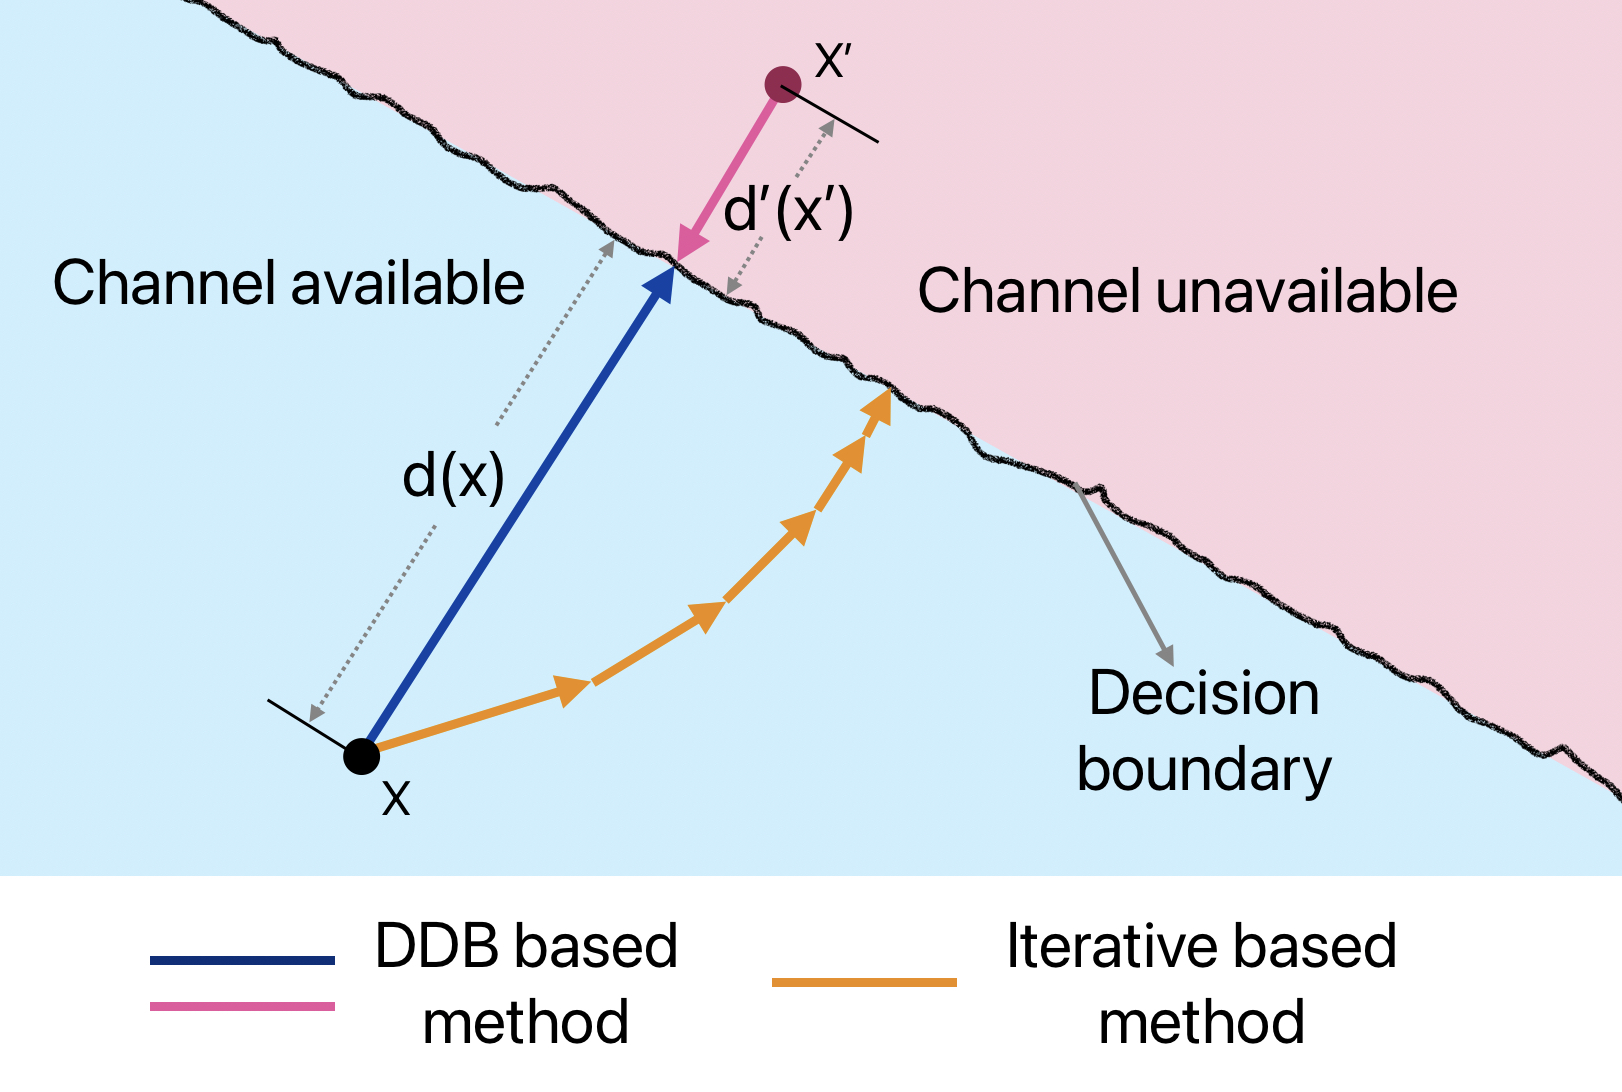 X′
d′(x′)
Channel available
Channel unavailable
d(x)
Decision
boundary
X
DDB based
method
Iterative based
method